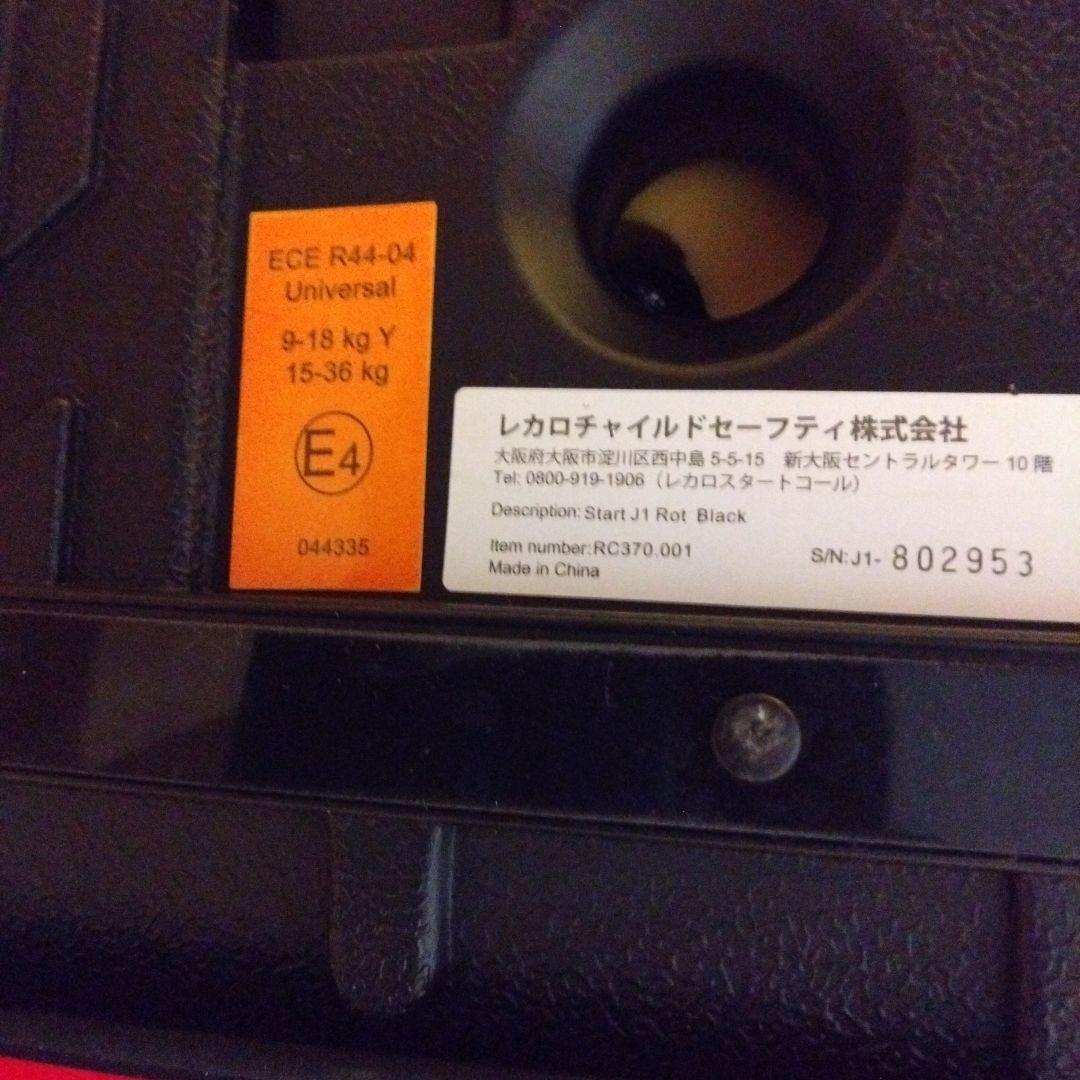 ECE R44-04
Universal
9-18 kg Y
15-36 kg
E4
044335
レカロチャイルドセーフティ株式会社
大阪府大阪市淀川区西中島 5-5-15 新大阪セントラルタワー 10 階
Tel: 0800-919-1906（レカロスタートコール）
Description: Start J1 Rot Black
Item number: RC370.001
S/N: J1- 802953
Made in China